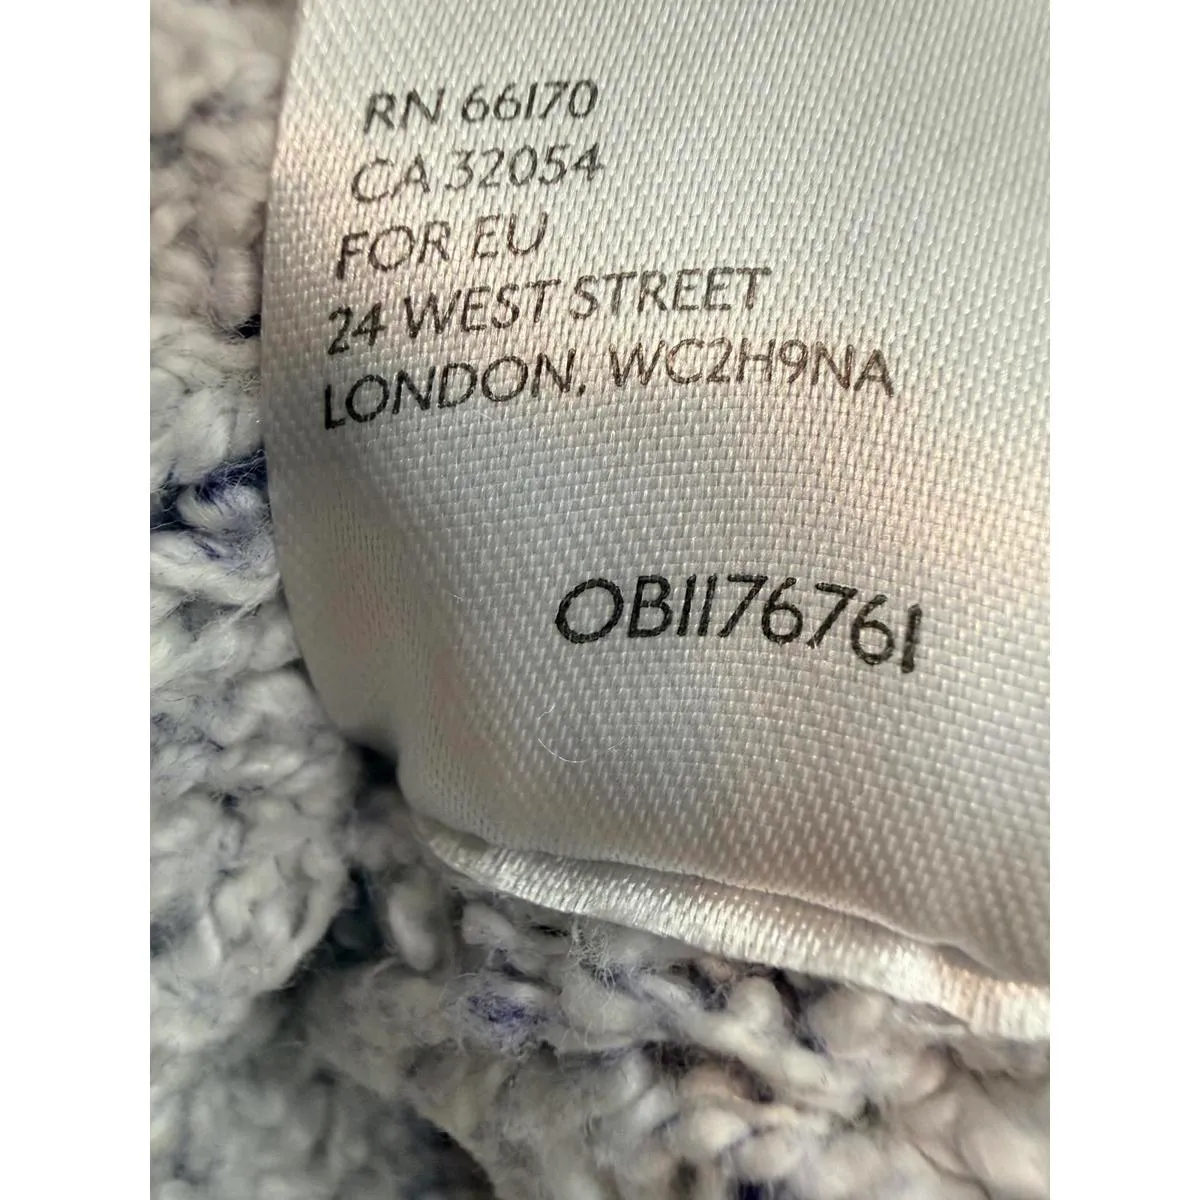 RN 66170
CA 32054
FOR EU
24 WEST STREET
LONDON, WC2H9NA
OB1176761